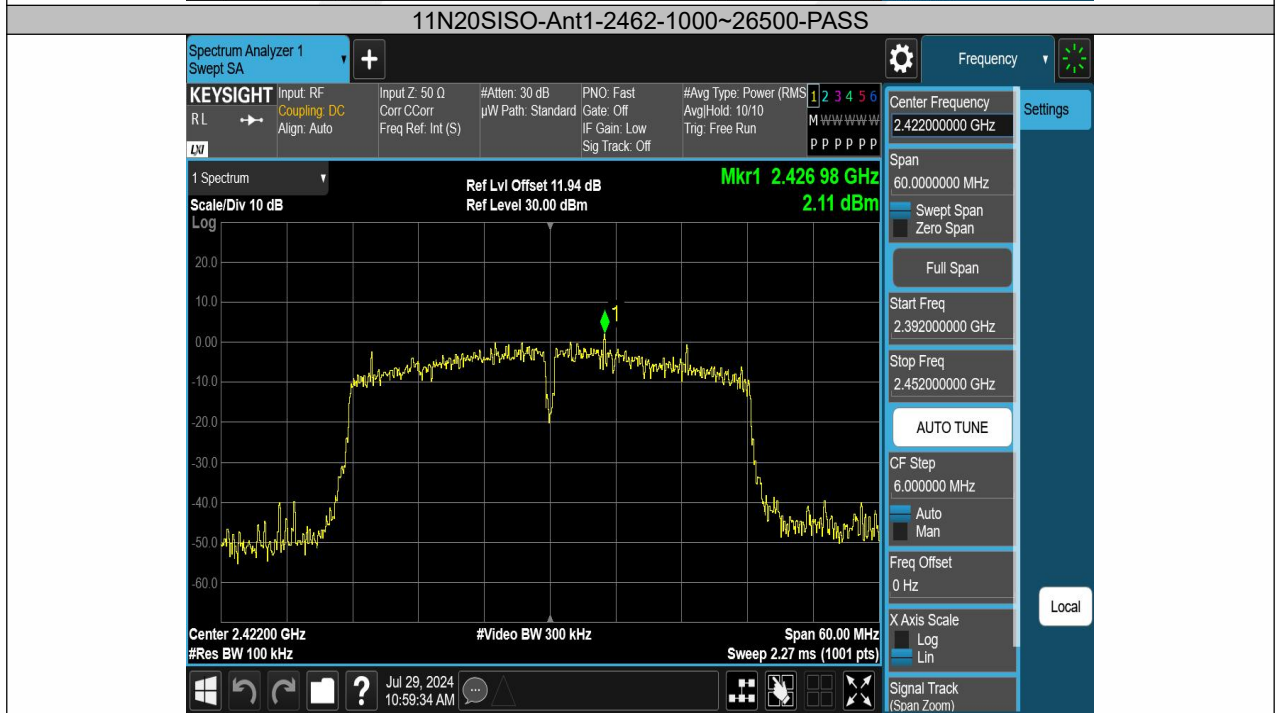 11N20SISO-Ant1-2462-1000~26500-PASS
Spectrum Analyzer 1
Swept SA
+
Frequency
KEYSIGHT
RL
LXI
Input: RF
Coupling: DC
Align: Auto
Input Z: 50 Ω
Corr CCorr
Freq Ref: Int (S)
#Atten: 30 dB
µW Path: Standard
PNO: Fast
Gate: Off
IF Gain: Low
Sig Track: Off
#Avg Type: Power (RMS
Avg|Hold: 10/10
Trig: Free Run
1 2 3 4 5 6
M W W W W W
P P P P P P
1 Spectrum
Scale/Div 10 dB
Log
Ref Lvl Offset 11.94 dB
Ref Level 30.00 dBm
Mkr1 2.426 98 GHz
2.11 dBm
20.0
10.0
0.00
-10.0
-20.0
-30.0
-40.0
-50.0
-60.0
1
Center 2.42200 GHz
#Res BW 100 kHz
#Video BW 300 kHz
Span 60.00 MHz
Sweep 2.27 ms (1001 pts)
Center Frequency
2.422000000 GHz
Settings
Span
60.0000000 MHz
Swept Span
Zero Span
Full Span
Start Freq
2.392000000 GHz
Stop Freq
2.452000000 GHz
AUTO TUNE
CF Step
6.000000 MHz
Auto
Man
Freq Offset
0 Hz
Local
X Axis Scale
Log
Lin
Signal Track
(Span Zoom)
?
Jul 29, 2024
10:59:34 AM